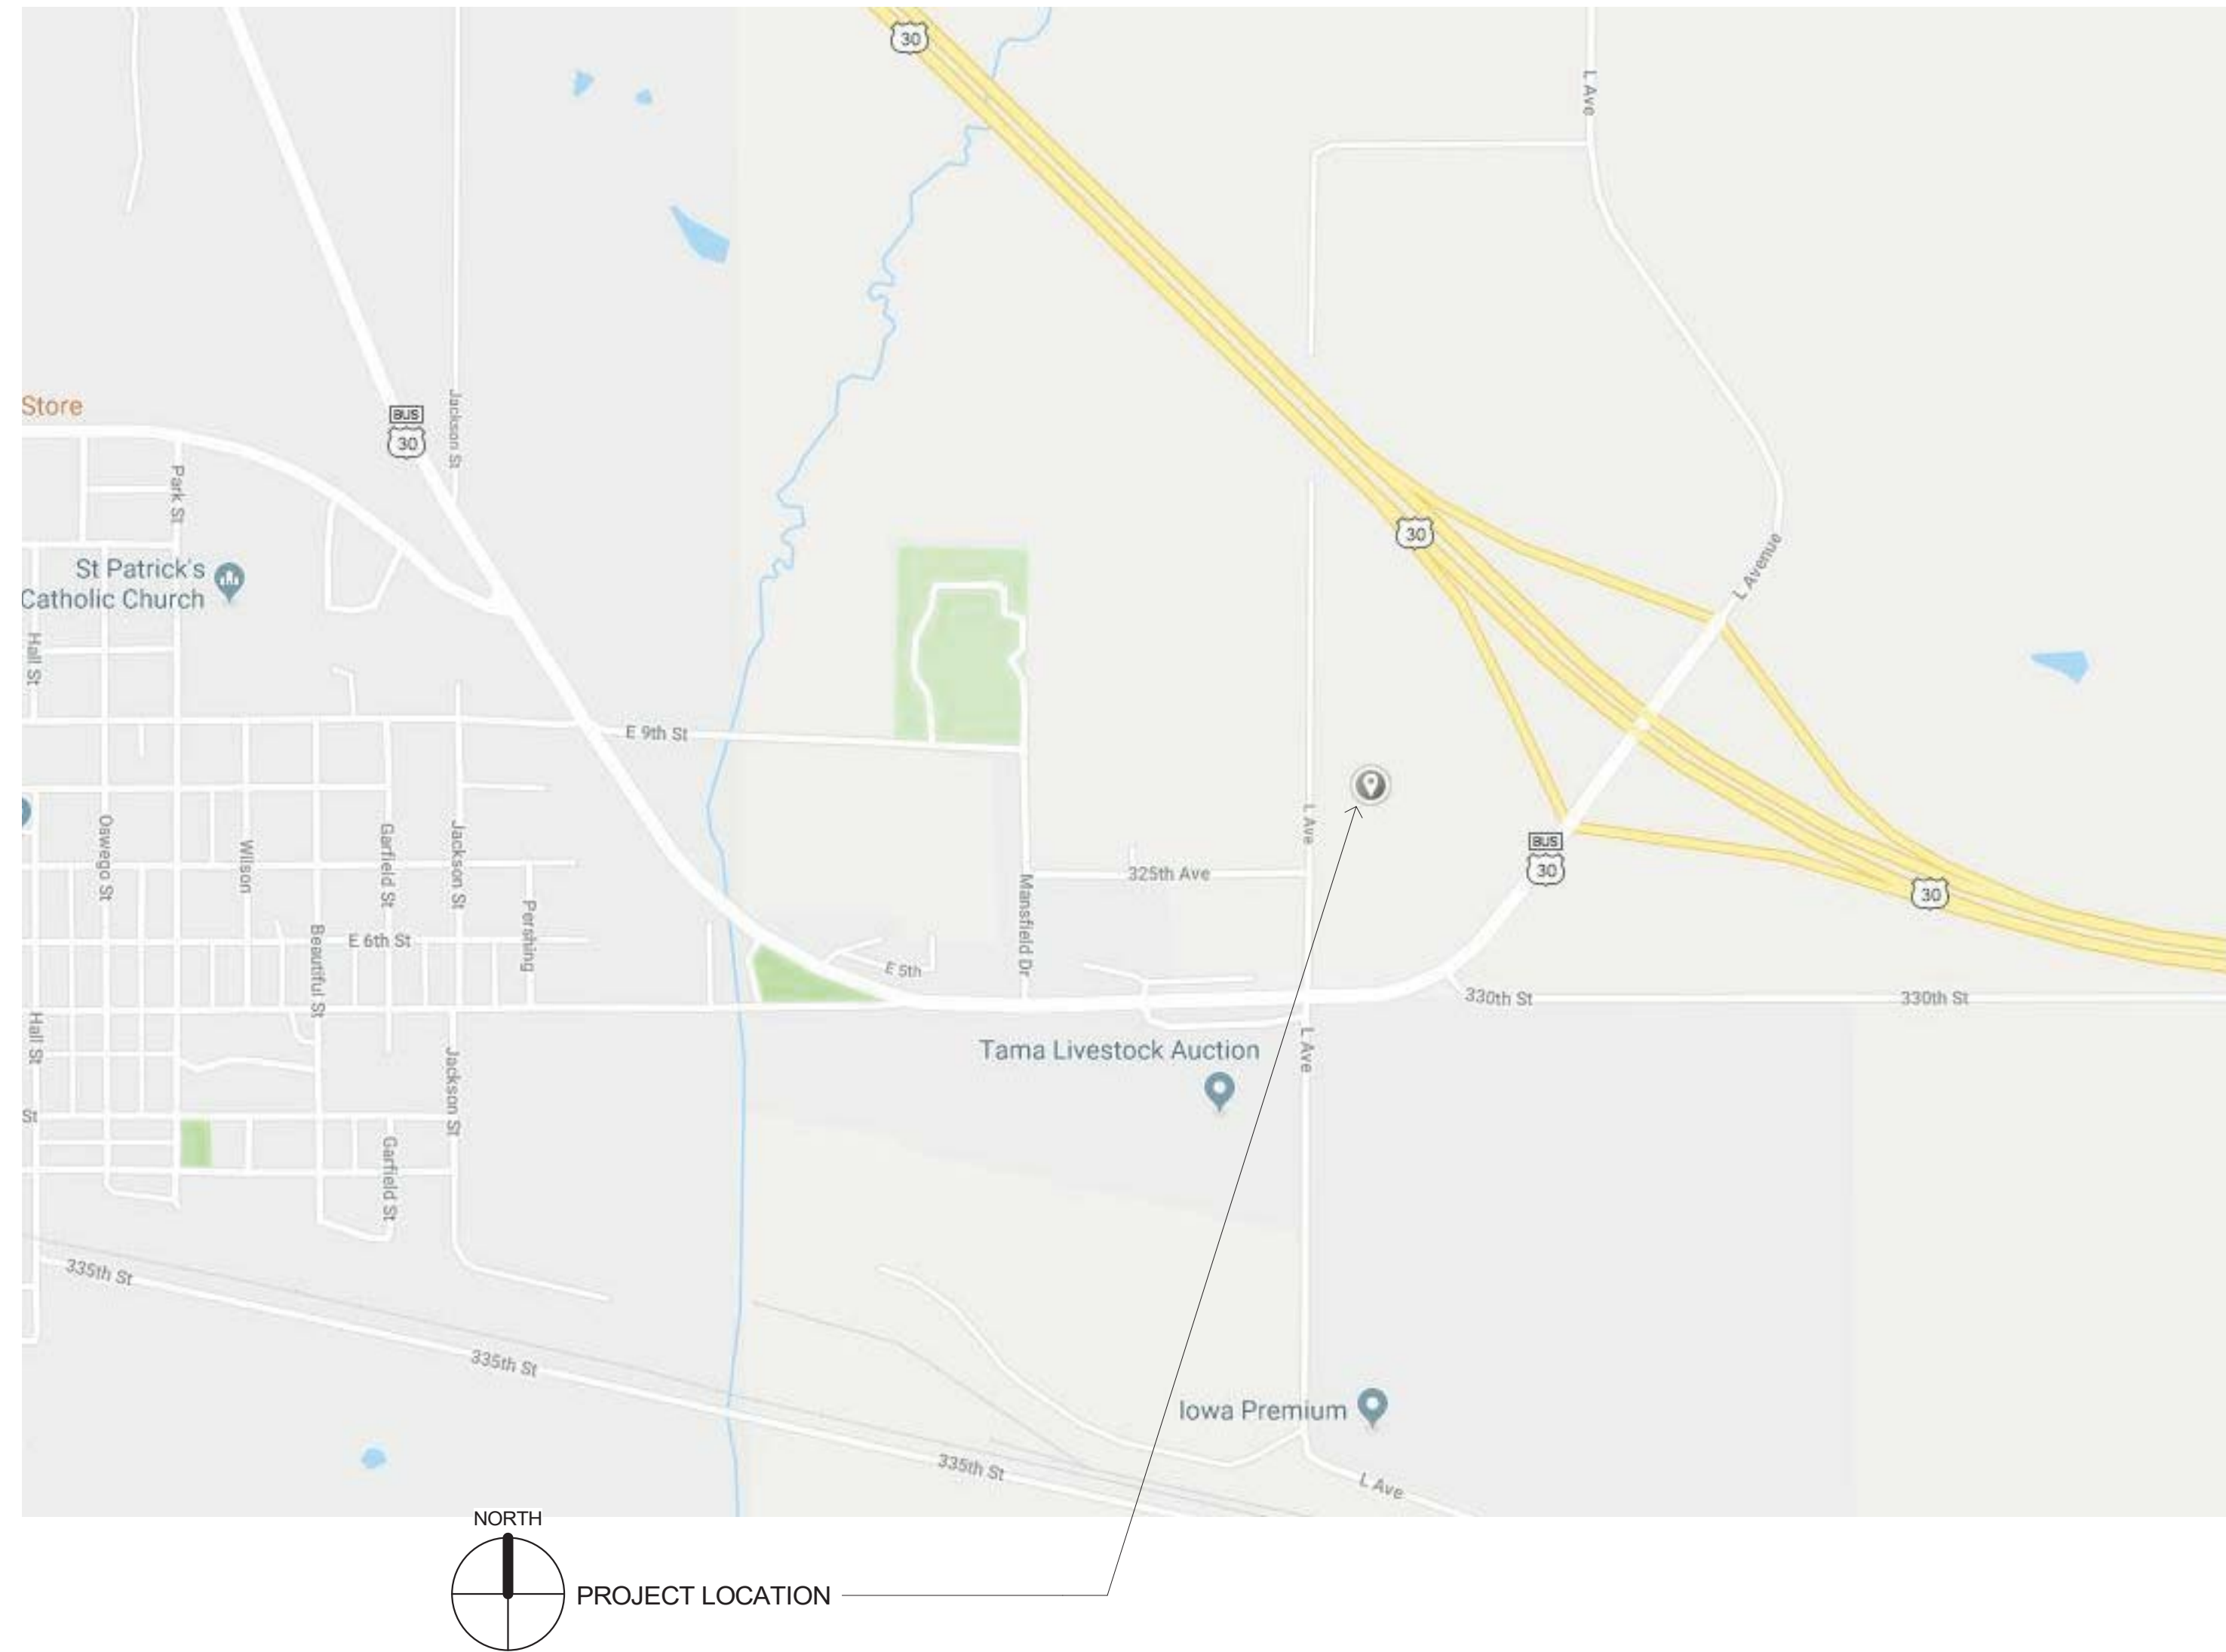 30
L Ave
Store
BUS
30
Jackson St
Park St
30
St Patrick's
Catholic Church
L Avenue
Hall St
E 9th St
L Ave
Oswego St
Wilson
Garfield St
Jackson St
BUS
30
325th Ave
30
Mansfield Dr
Pershing
Beautiful St
E 6th St
E 5th
330th St
330th St
Hall St
Jackson St
Tama Livestock Auction
L Ave
St
Garfield St
335th St
335th St
Iowa Premium
335th St
L Ave
NORTH
PROJECT LOCATION